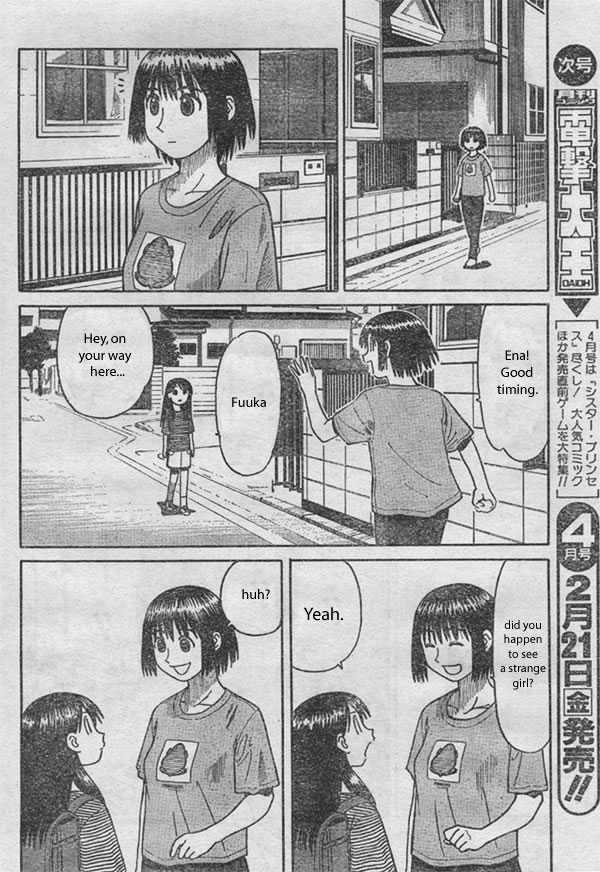 Ena!
Good
timing.
Fuuka
Hey, on
your way
here...
did you
happen
to see
a strange
girl?
Yeah.
huh?
次号
月刊
電撃大王
DAIOH
4月号は『シスター・プリンセ
ス』尽くし! 大人気コミック
ほか発売直前ゲームを大特集!!
4
月号
2月21日(金)発売!!